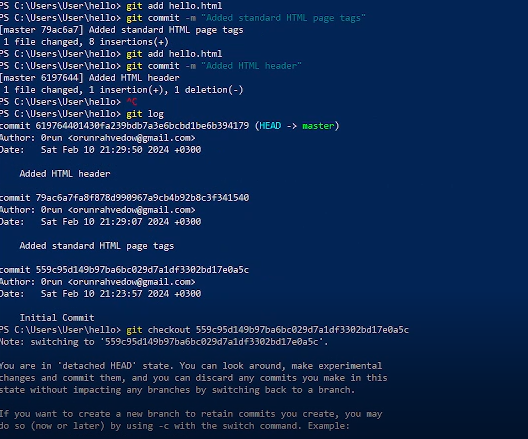 PS C:\Users\User\hello> git add hello.html
PS C:\Users\User\hello> git commit -m "Added standard HTML page tags"
[master 79ac6a7] Added standard HTML page tags
1 file changed, 8 insertions(+)
PS C:\Users\User\hello> git add hello.html
PS C:\Users\User\hello> git commit -m "Added HTML header"
[master 6197644] Added HTML header
1 file changed, 1 insertion(+), 1 deletion(-)
PS C:\Users\User\hello> ^C
PS C:\Users\User\hello> git log
commit 619764401430fa239bdb7a3e6bcbd1be6b394179 (HEAD -> master)
Author: 0run <orunrahvedow@gmail.com>
Date: Sat Feb 10 21:29:50 2024 +0300
Added HTML header
commit 79ac6a7fa8f878d990967a9cb4b92b8c3f341540
Author: 0run <orunrahvedow@gmail.com>
Date: Sat Feb 10 21:29:07 2024 +0300
Added standard HTML page tags
commit 559c95d149b97ba6bc029d7a1df3302bd17e0a5c
Author: 0run <orunrahvedow@gmail.com>
Date: Sat Feb 10 21:23:57 2024 +0300
Initial Commit
PS C:\Users\User\hello> git checkout 559c95d149b97ba6bc029d7a1df3302bd17e0a5c
Note: switching to '559c95d149b97ba6bc029d7a1df3302bd17e0a5c'.
You are in 'detached HEAD' state. You can look around, make experimental
changes and commit them, and you can discard any commits you make in this
state without impacting any branches by switching back to a branch.
If you want to create a new branch to retain commits you create, you may
do so (now or later) by using -c with the switch command. Example: